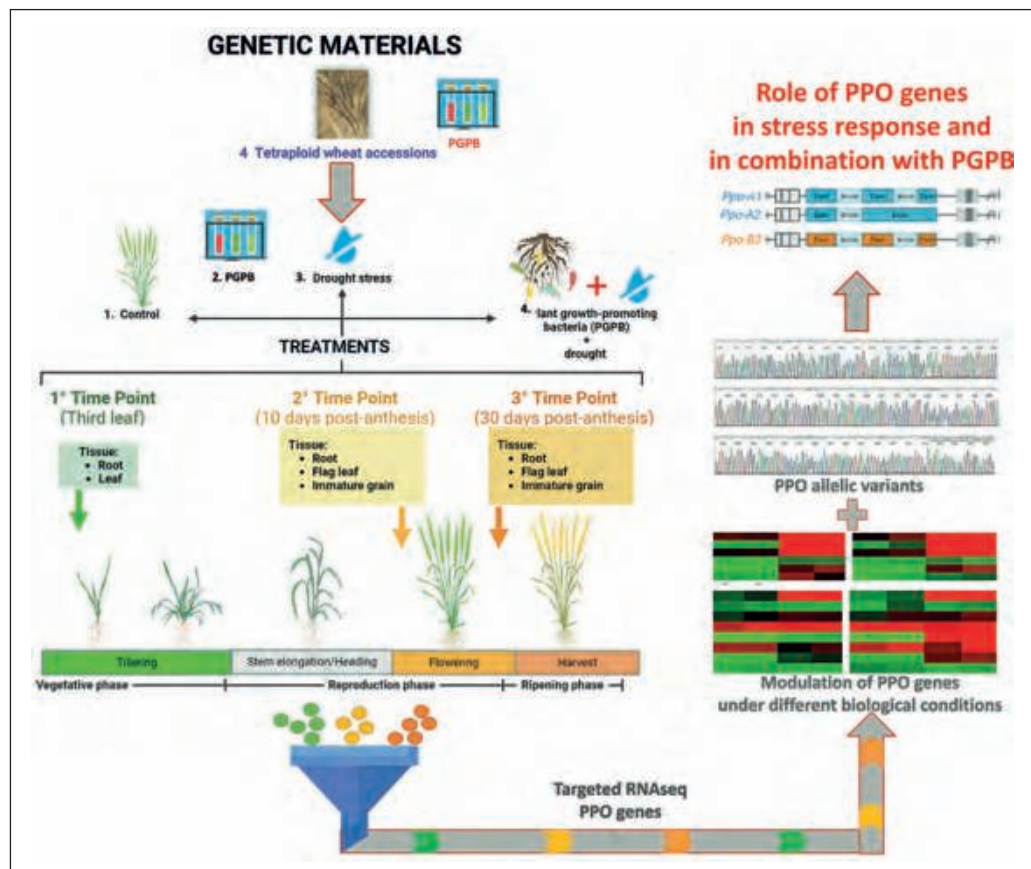 GENETIC MATERIALS
PGPB
4 Tetraploid wheat accessions
1. Control
2. PGPB
3. Drought stress
4. lant growth-promoting
bacteria (PGPB)
+
drought
TREATMENTS
1° Time Point
(Third leaf)
Tissue:
• Root
• Leaf
2° Time Point
(10 days post-anthesis)
Tissue:
• Root
• Flag leaf
• Immature grain
3° Time Point
(30 days post-anthesis)
Tissue:
• Root
• Flag leaf
• Immature grain
Tillering
Stem elongation/Heading
Flowering
Harvest
Vegetative phase
Reproduction phase
Ripening phase
Targeted RNAseq
PPO genes
Role of PPO genes
in stress response and
in combination with PGPB
Ppo-A1
Ppo-A2
Ppo-B2
PPO allelic variants
Modulation of PPO genes
under different biological conditions